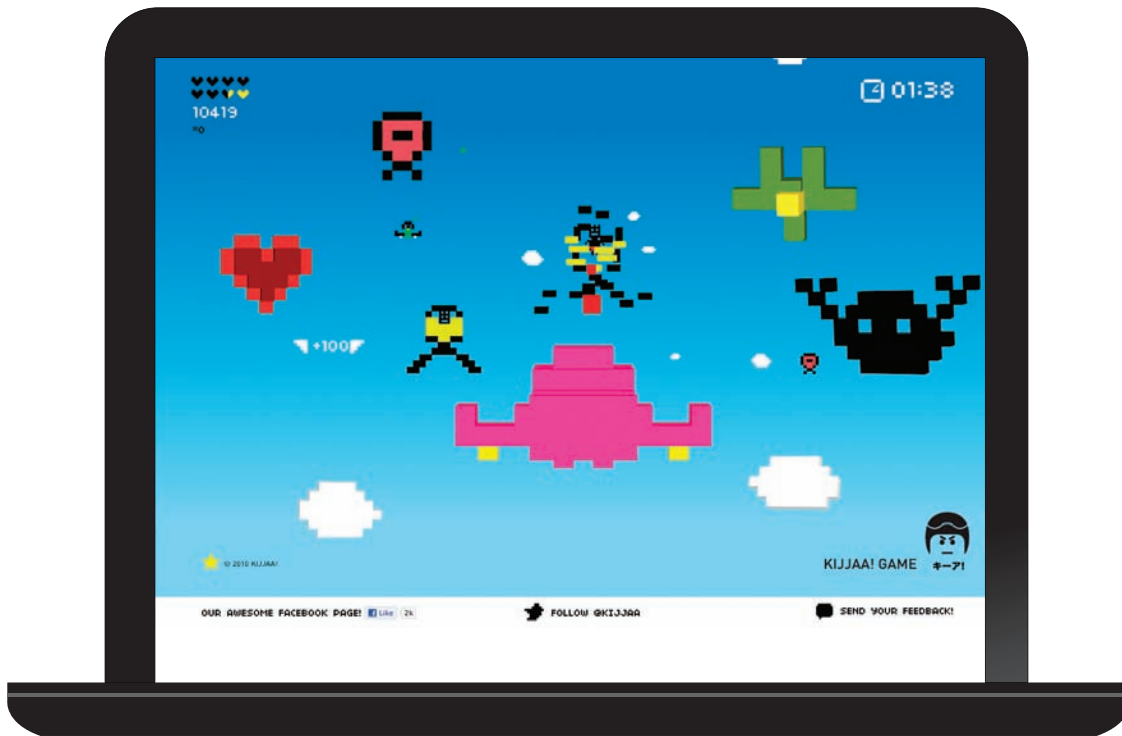 10419
01:38
+100
© 2010 KIJJAA!
KIJJAA! GAME
キーア!
OUR AWESOME FACEBOOK PAGE! Like 2k
FOLLOW @KIJJAA
SEND YOUR FEEDBACK!